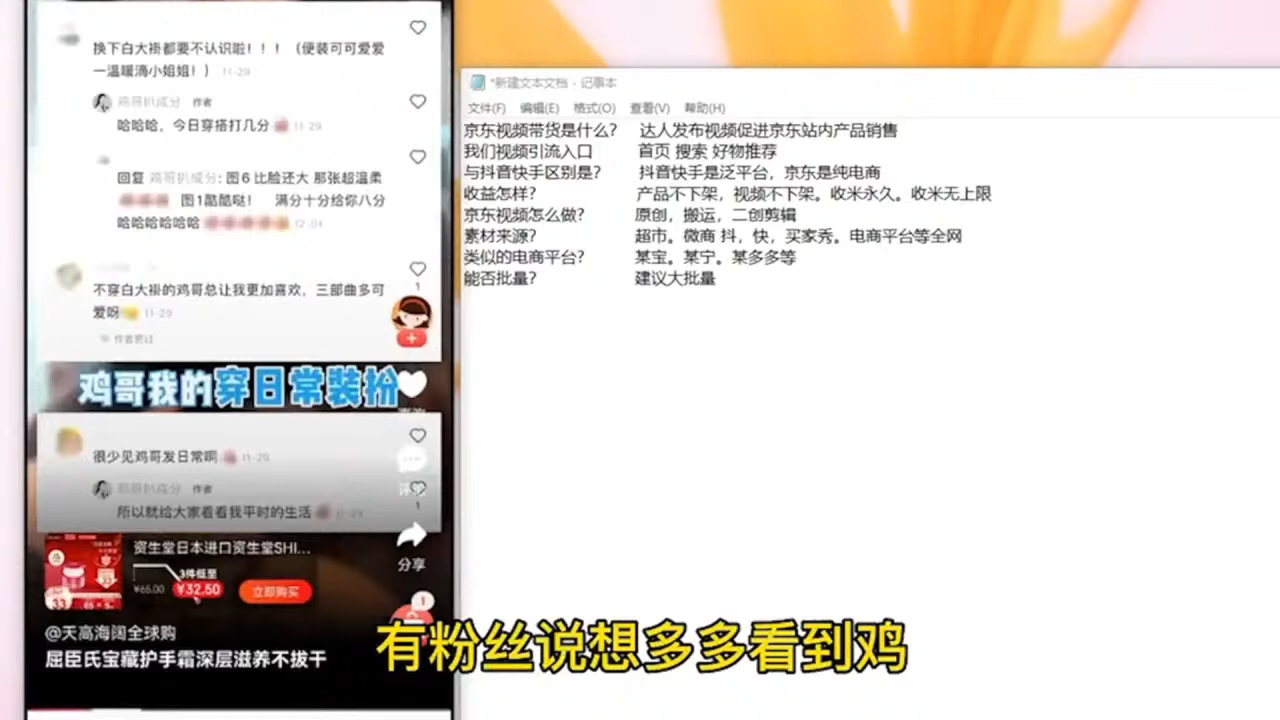 换下白大褂都要不认识啦！！！（便装可可爱爱
一温暖滴小姐姐！） 11-29
鸡哥扒成分 作者
哈哈哈，今日穿搭打几分 11-29
回复 鸡哥扒成分: 图6 比脸还大 那张超温柔
图1酷酷哒！ 满分十分给你八分
哈哈哈哈哈哈 12-01
不穿白大褂的鸡哥总让我更加喜欢，三部曲多可
爱呀 11-29
1
作者赞过
鸡哥我的穿日常装扮
很少见鸡哥发日常啊 11-29
鸡哥扒成分 作者
所以就给大家看看我平时的生活 11-29
1
资生堂日本进口资生堂SHI...
3件低至
¥65.00 ¥32.50 立即购买
分享
1
@天高海阔全球购
屈臣氏宝藏护手霜深层滋养不拔干
*新建文本文档 - 记事本
文件(F) 编辑(E) 格式(O) 查看(V) 帮助(H)
京东视频带货是什么？ 达人发布视频促进京东站内产品销售
我们视频引流入口 首页 搜索 好物推荐
与抖音快手区别是？ 抖音快手是泛平台，京东是纯电商
收益怎样？ 产品不下架，视频不下架。收米永久。收米无上限
京东视频怎么做？ 原创，搬运，二创剪辑
素材来源？ 超市。微商 抖，快，买家秀。电商平台等全网
类似的电商平台？ 某宝。某宁。某多多等
能否批量？ 建议大批量
有粉丝说想多多看到鸡